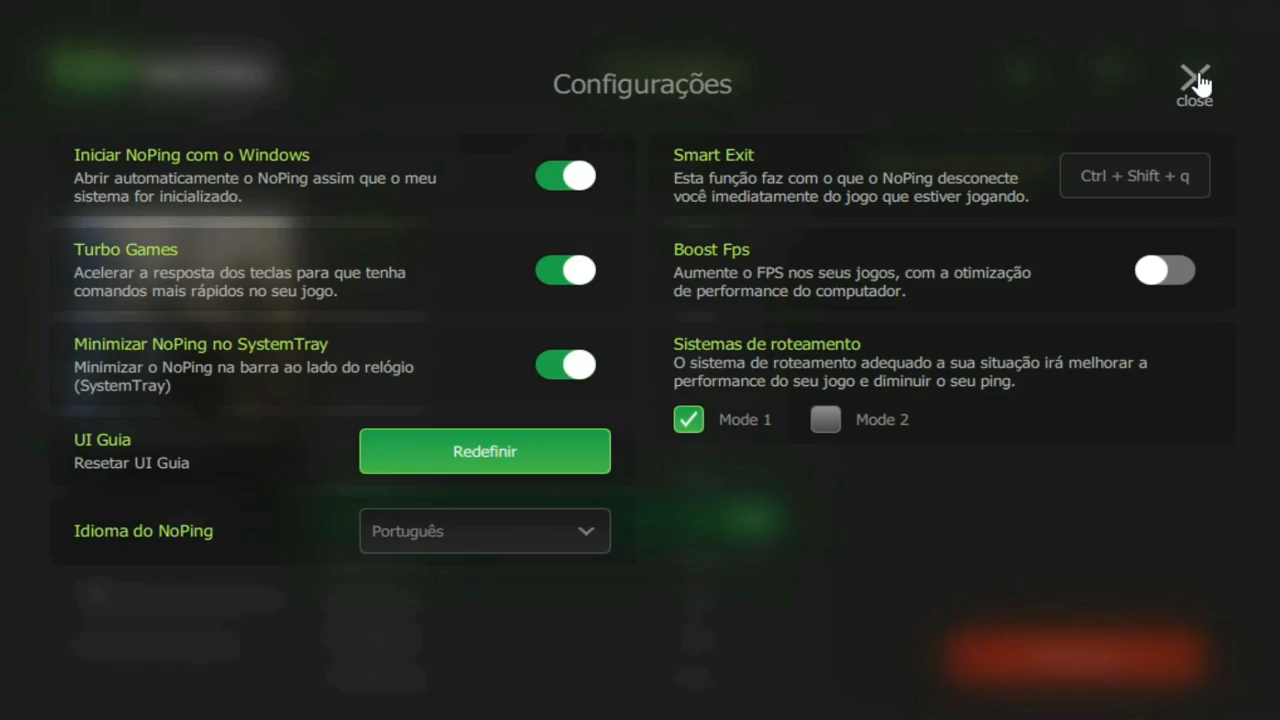 Configurações
close
Iniciar NoPing com o Windows
Abrir automaticamente o NoPing assim que o meu
sistema for inicializado.
Turbo Games
Acelerar a resposta dos teclas para que tenha
comandos mais rápidos no seu jogo.
Minimizar NoPing no SystemTray
Minimizar o NoPing na barra ao lado do relógio
(SystemTray)
UI Guia
Resetar UI Guia
Redefinir
Idioma do NoPing
Português
Smart Exit
Esta função faz com o que o NoPing desconecte
você imediatamente do jogo que estiver jogando.
Ctrl + Shift + q
Boost Fps
Aumente o FPS nos seus jogos, com a otimização
de performance do computador.
Sistemas de roteamento
O sistema de roteamento adequado a sua situação irá melhorar a
performance do seu jogo e diminuir o seu ping.
Mode 1
Mode 2